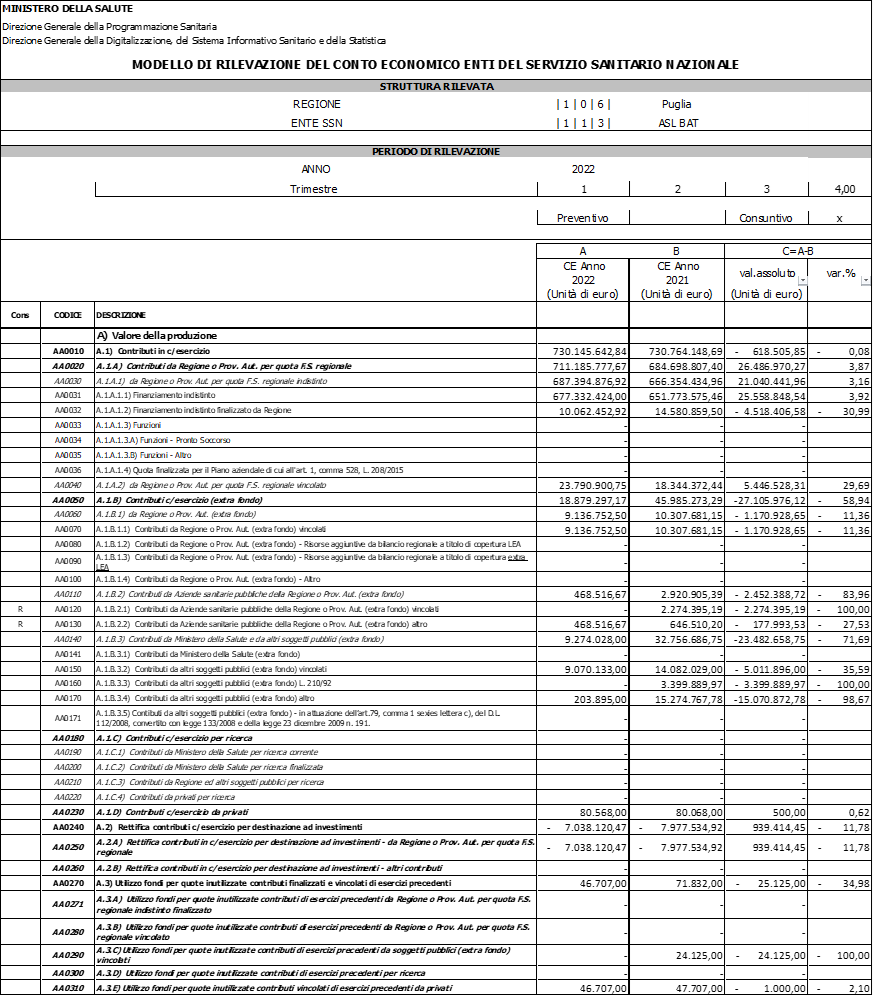 MINISTERO DELLA SALUTE
Direzione Generale della Programmazione Sanitaria
Direzione Generale della Digitalizzazione, del Sistema Informativo Sanitario e della Statistica
MODELLO DI RILEVAZIONE DEL CONTO ECONOMICO ENTI DEL SERVIZIO SANITARIO NAZIONALE
STRUTTURA RILEVATA
REGIONE | 1 | 0 | 6 | Puglia
ENTE SSN | 1 | 1 | 3 | ASL BAT
PERIODO DI RILEVAZIONE
ANNO 2022
Trimestre 1 2 3 4,00
Preventivo Consuntivo x
A B C=A-B
CE Anno 2022 (Unità di euro) CE Anno 2021 (Unità di euro) val.assoluto (Unità di euro) var.%
Cons CODICE DESCRIZIONE
A) Valore della produzione
AA0010 A.1) Contributi in c/esercizio 730.145.642,84 730.764.148,69 - 618.505,85 - 0,08
AA0020 A.1.A) Contributi da Regione o Prov. Aut. per quota F.S. regionale 711.185.777,67 684.698.807,40 26.486.970,27 3,87
AA0030 A.1.A.1) da Regione o Prov. Aut. per quota F.S. regionale indistinto 687.394.876,92 666.354.434,96 21.040.441,96 3,16
AA0031 A.1.A.1.1) Finanziamento indistinto 677.332.424,00 651.773.575,46 25.558.848,54 3,92
AA0032 A.1.A.1.2) Finanziamento indistinto finalizzato da Regione 10.062.452,92 14.580.859,50 - 4.518.406,58 - 30,99
AA0033 A.1.A.1.3) Funzioni - - -
AA0034 A.1.A.1.3.A) Funzioni - Pronto Soccorso - - -
AA0035 A.1.A.1.3.B) Funzioni - Altro - - -
AA0036 A.1.A.1.4) Quota finalizzata per il Piano aziendale di cui all'art. 1, comma 528, L. 208/2015 - - -
AA0040 A.1.A.2) da Regione o Prov. Aut. per quota F.S. regionale vincolato 23.790.900,75 18.344.372,44 5.446.528,31 29,69
AA0050 A.1.B) Contributi c/esercizio (extra fondo) 18.879.297,17 45.985.273,29 -27.105.976,12 - 58,94
AA0060 A.1.B.1) da Regione o Prov. Aut. (extra fondo) 9.136.752,50 10.307.681,15 - 1.170.928,65 - 11,36
AA0070 A.1.B.1.1) Contributi da Regione o Prov. Aut. (extra fondo) vincolati 9.136.752,50 10.307.681,15 - 1.170.928,65 - 11,36
AA0080 A.1.B.1.2) Contributi da Regione o Prov. Aut. (extra fondo) - Risorse aggiuntive da bilancio regionale a titolo di copertura LEA - - -
AA0090 A.1.B.1.3) Contributi da Regione o Prov. Aut. (extra fondo) - Risorse aggiuntive da bilancio regionale a titolo di copertura extra
LEA - - -
AA0100 A.1.B.1.4) Contributi da Regione o Prov. Aut. (extra fondo) - Altro - - -
AA0110 A.1.B.2) Contributi da Aziende sanitarie pubbliche della Regione o Prov. Aut. (extra fondo) 468.516,67 2.920.905,39 - 2.452.388,72 - 83,96
R AA0120 A.1.B.2.1) Contributi da Aziende sanitarie pubbliche della Regione o Prov. Aut. (extra fondo) vincolati - 2.274.395,19 - 2.274.395,19 - 100,00
R AA0130 A.1.B.2.2) Contributi da Aziende sanitarie pubbliche della Regione o Prov. Aut. (extra fondo) altro 468.516,67 646.510,20 - 177.993,53 - 27,53
AA0140 A.1.B.3) Contributi da Ministero della Salute e da altri soggetti pubblici (extra fondo) 9.274.028,00 32.756.686,75 -23.482.658,75 - 71,69
AA0141 A.1.B.3.1) Contributi da Ministero della Salute (extra fondo) - - -
AA0150 A.1.B.3.2) Contributi da altri soggetti pubblici (extra fondo) vincolati 9.070.133,00 14.082.029,00 - 5.011.896,00 - 35,59
AA0160 A.1.B.3.3) Contributi da altri soggetti pubblici (extra fondo) L. 210/92 - 3.399.889,97 - 3.399.889,97 - 100,00
AA0170 A.1.B.3.4) Contributi da altri soggetti pubblici (extra fondo) altro 203.895,00 15.274.767,78 -15.070.872,78 - 98,67
AA0171 A.1.B.3.5) Contibuti da altri soggetti pubblici (extra fondo) - in attuazione dell'art.79, comma 1 sexies lettera c), del D.L.
112/2008, convertito con legge 133/2008 e della legge 23 dicembre 2009 n. 191. - - -
AA0180 A.1.C) Contributi c/esercizio per ricerca - - -
AA0190 A.1.C.1) Contributi da Ministero della Salute per ricerca corrente - - -
AA0200 A.1.C.2) Contributi da Ministero della Salute per ricerca finalizzata - - -
AA0210 A.1.C.3) Contributi da Regione ed altri soggetti pubblici per ricerca - - -
AA0220 A.1.C.4) Contributi da privati per ricerca - - -
AA0230 A.1.D) Contributi c/esercizio da privati 80.568,00 80.068,00 500,00 0,62
AA0240 A.2) Rettifica contributi c/esercizio per destinazione ad investimenti - 7.038.120,47 - 7.977.534,92 939.414,45 - 11,78
AA0250 A.2.A) Rettifica contributi in c/esercizio per destinazione ad investimenti - da Regione o Prov. Aut. per quota F.S.
regionale - 7.038.120,47 - 7.977.534,92 939.414,45 - 11,78
AA0260 A.2.B) Rettifica contributi in c/esercizio per destinazione ad investimenti - altri contributi - - -
AA0270 A.3) Utilizzo fondi per quote inutilizzate contributi finalizzati e vincolati di esercizi precedenti 46.707,00 71.832,00 - 25.125,00 - 34,98
AA0271 A.3.A) Utilizzo fondi per quote inutilizzate contributi di esercizi precedenti da Regione o Prov. Aut. per quota F.S.
regionale indistinto finalizzato - - -
AA0280 A.3.B) Utilizzo fondi per quote inutilizzate contributi di esercizi precedenti da Regione o Prov. Aut. per quota F.S.
regionale vincolato - - -
AA0290 A.3.C) Utilizzo fondi per quote inutilizzate contributi di esercizi precedenti da soggetti pubblici (extra fondo)
vincolati - 24.125,00 - 24.125,00 - 100,00
AA0300 A.3.D) Utilizzo fondi per quote inutilizzate contributi di esercizi precedenti per ricerca - - -
AA0310 A.3.E) Utilizzo fondi per quote inutilizzate contributi vincolati di esercizi precedenti da privati 46.707,00 47.707,00 - 1.000,00 - 2,10